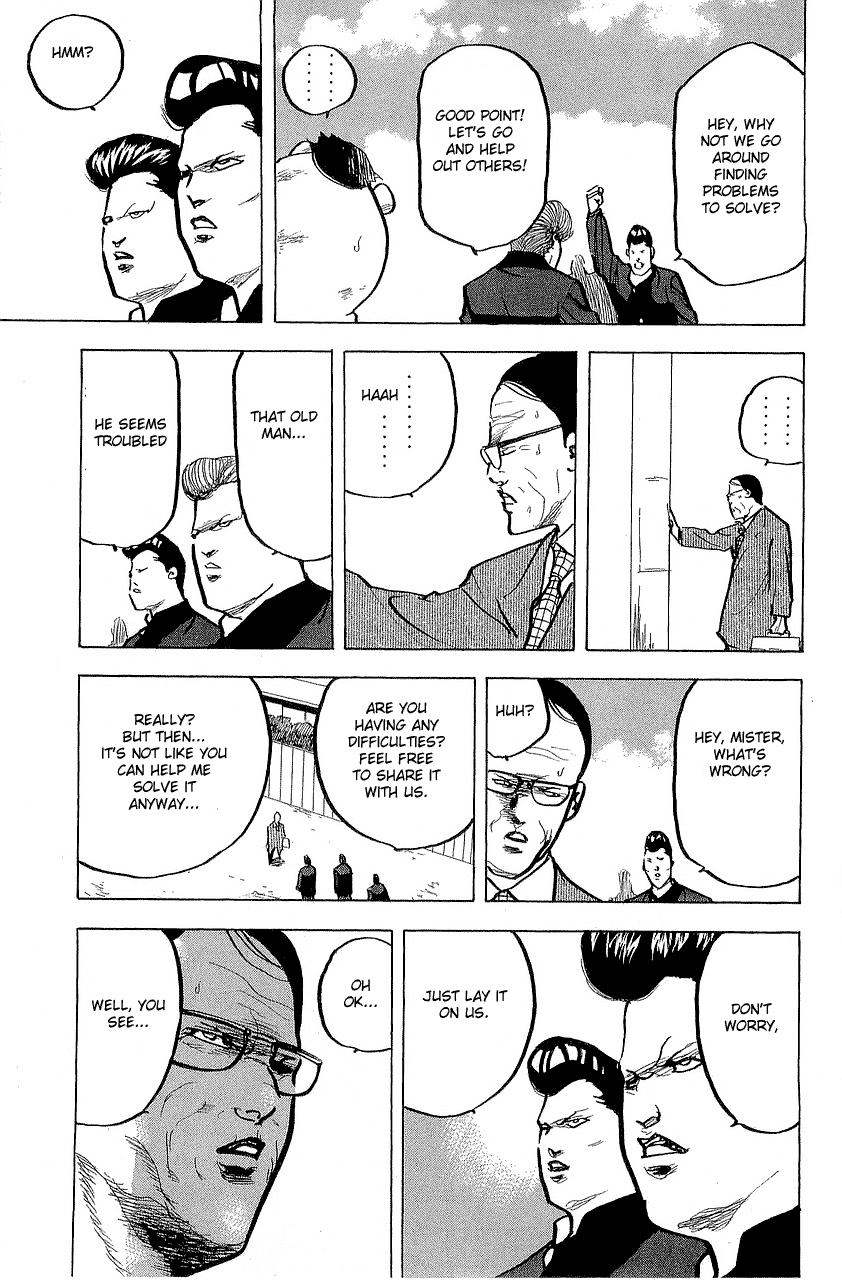 HEY, WHY
NOT WE GO
AROUND
FINDING
PROBLEMS
TO SOLVE?
GOOD POINT!
LET'S GO
AND HELP
OUT OTHERS!
HMM?
HAAH
THAT OLD
MAN...
HE SEEMS
TROUBLED
HEY, MISTER,
WHAT'S
WRONG?
HUH?
ARE YOU
HAVING ANY
DIFFICULTIES?
FEEL FREE
TO SHARE IT
WITH US.
REALLY?
BUT THEN...
IT'S NOT LIKE YOU
CAN HELP ME
SOLVE IT
ANYWAY...
DON'T
WORRY,
JUST LAY IT
ON US.
OH
OK...
WELL, YOU
SEE...